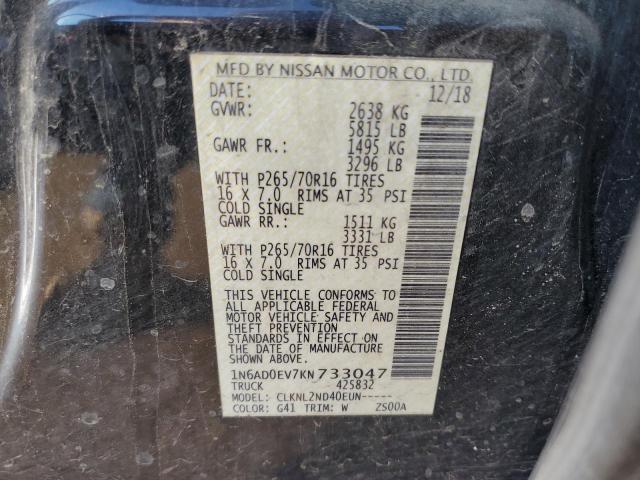 MFD BY NISSAN MOTOR CO., LTD.
DATE: 12/18
GVWR: 2638 KG
5815 LB
GAWR FR.: 1495 KG
3296 LB
WITH P265/70R16 TIRES
16 X 7.0 RIMS AT 35 PSI
COLD SINGLE
GAWR RR.: 1511 KG
3331 LB
WITH P265/70R16 TIRES
16 X 7.0 RIMS AT 35 PSI
COLD SINGLE
THIS VEHICLE CONFORMS TO
ALL APPLICABLE FEDERAL
MOTOR VEHICLE SAFETY AND
THEFT PREVENTION
STANDARDS IN EFFECT ON
THE DATE OF MANUFACTURE
SHOWN ABOVE.
1N6AD0EV7KN733047
TRUCK 425832
MODEL: CLKNL2ND40EUN-----
COLOR: G41 TRIM: W ZS00A